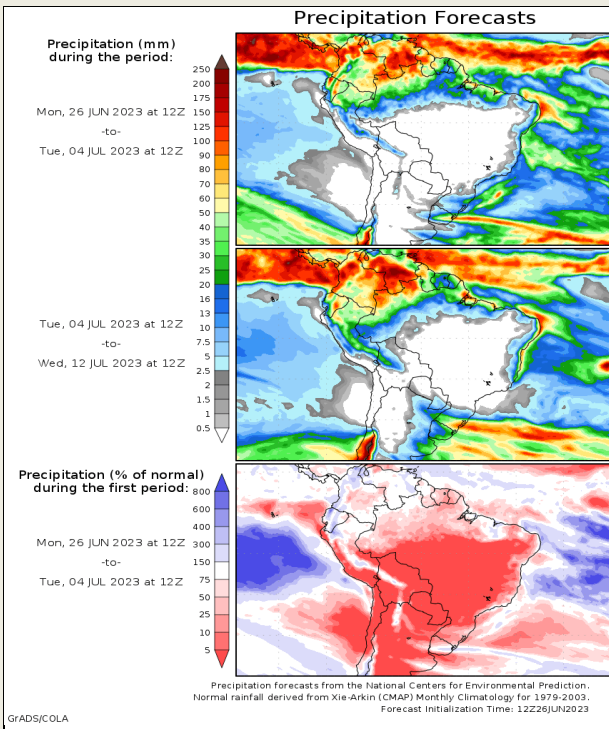 Precipitation Forecasts
Precipitation (mm)
during the period:
Mon, 26 JUN 2023 at 12Z
-to-
Tue, 04 JUL 2023 at 12Z
250
200
175
150
125
100
90
80
70
60
50
40
35
30
25
20
16
13
10
7.5
5
2.5
2
1.5
1
0.5
Tue, 04 JUL 2023 at 12Z
-to-
Wed, 12 JUL 2023 at 12Z
Precipitation (% of normal)
during the first period:
Mon, 26 JUN 2023 at 12Z
-to-
Tue, 04 JUL 2023 at 12Z
800
600
400
300
150
75
50
25
10
5
Precipitation forecasts from the National Centers for Environmental Prediction.
Normal rainfall derived from Xie-Arkin (CMAP) Monthly Climatology for 1979-2003.
Forecast Initialization Time: 12Z26JUN2023
GrADS/COLA